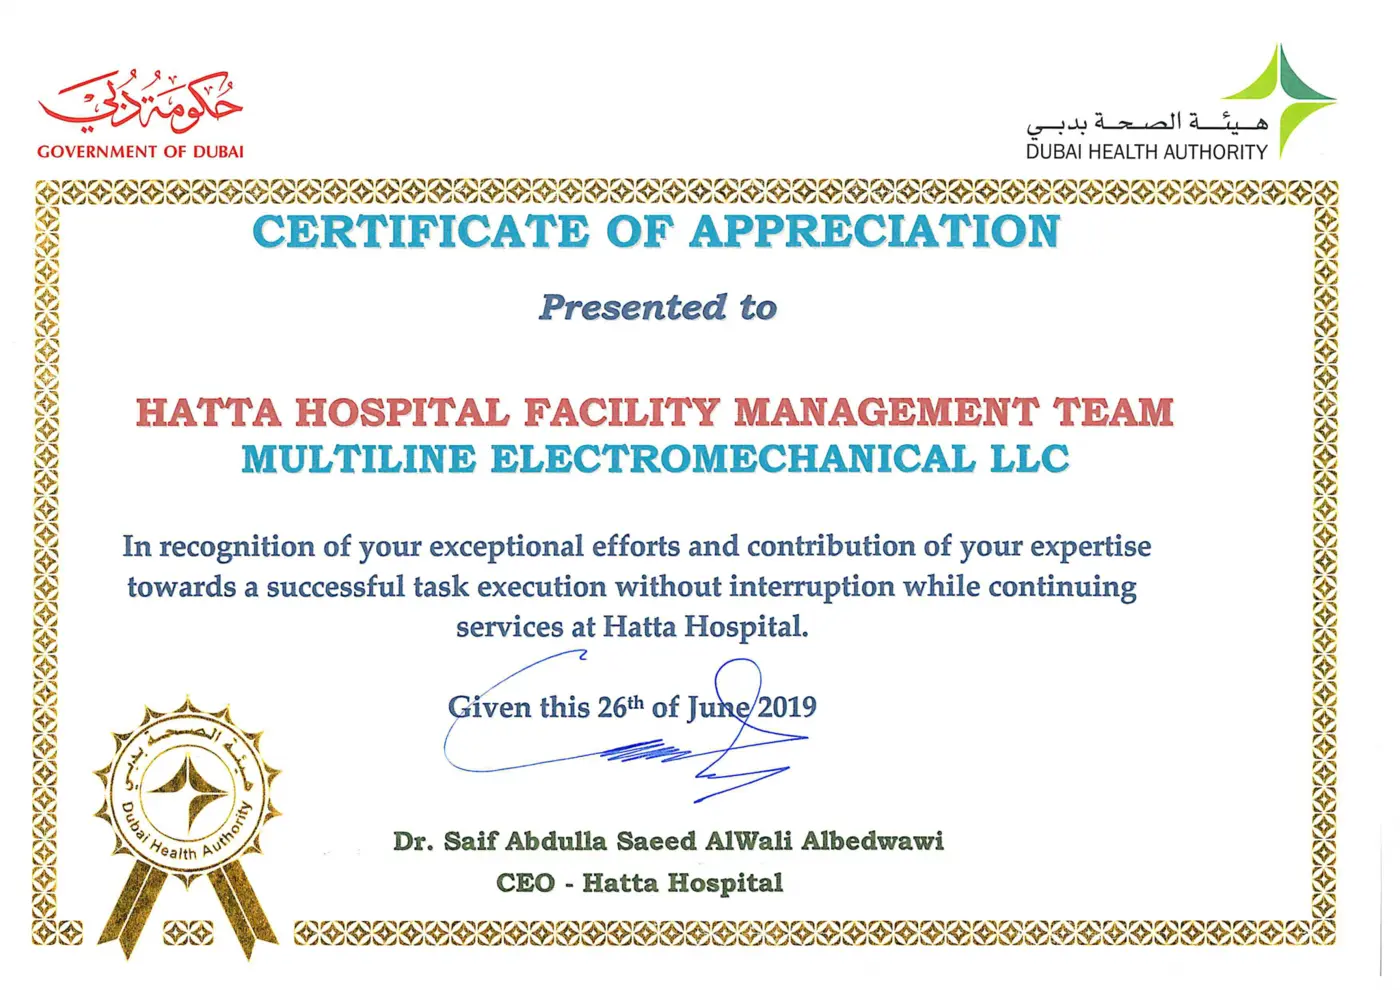 حكومة دبي
GOVERNMENT OF DUBAI
هيئة الصحة بدبي
DUBAI HEALTH AUTHORITY
CERTIFICATE OF APPRECIATION
Presented to
HATTA HOSPITAL FACILITY MANAGEMENT TEAM
MULTILINE ELECTROMECHANICAL LLC
In recognition of your exceptional efforts and contribution of your expertise
towards a successful task execution without interruption while continuing
services at Hatta Hospital.
Given this 26th of June 2019
هيئة الصحة بدبي
Dubai Health Authority
Dr. Saif Abdulla Saeed AlWali Albedwawi
CEO - Hatta Hospital